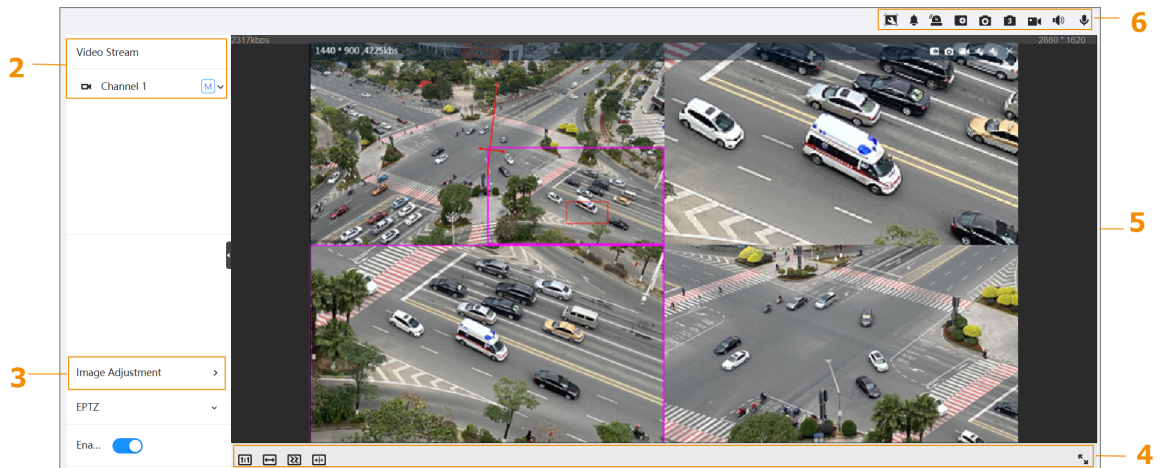 6
2317kbps
2880 * 1620
1440 * 900 ,4225kbs
2
Video Stream
Channel 1
M
5
3
Image Adjustment
EPTZ
Ena...
1:1
4